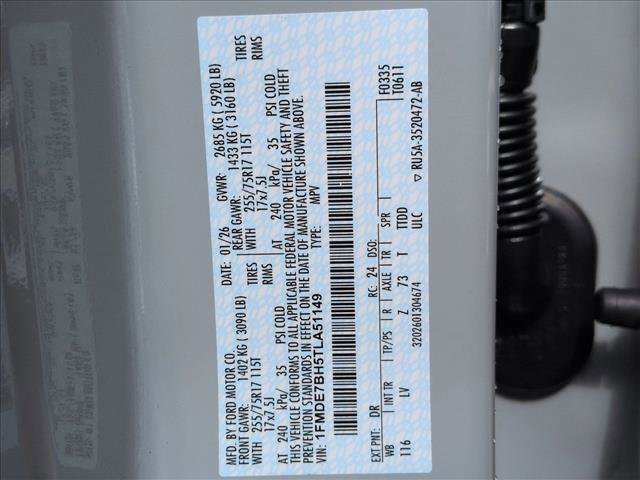 MFD. BY FORD MOTOR CO.
DATE: 01/26 GVWR: 2685 KG ( 5920 LB)
FRONT GAWR: 1402 KG ( 3090 LB) REAR GAWR: 1433 KG ( 3160 LB)
WITH 255/75R17 115T TIRES WITH 255/75R17 115T TIRES
17x7.5J RIMS 17x7.5J RIMS
AT 240 kPa/ 35 PSI COLD AT 240 kPa/ 35 PSI COLD
THIS VEHICLE CONFORMS TO ALL APPLICABLE FEDERAL MOTOR VEHICLE SAFETY AND THEFT
PREVENTION STANDARDS IN EFFECT ON THE DATE OF MANUFACTURE SHOWN ABOVE.
VIN: 1FMDE7BH5TLA51149 TYPE: MPV
F0335
T0611
EXT PNT: DR RC: 24 DSO:
WB INT TR TP/PS R AXLE TR SPR
116 LV Z 73 T TTDD
ULC
3202601304674 ▽ RU5A-3520472-AB